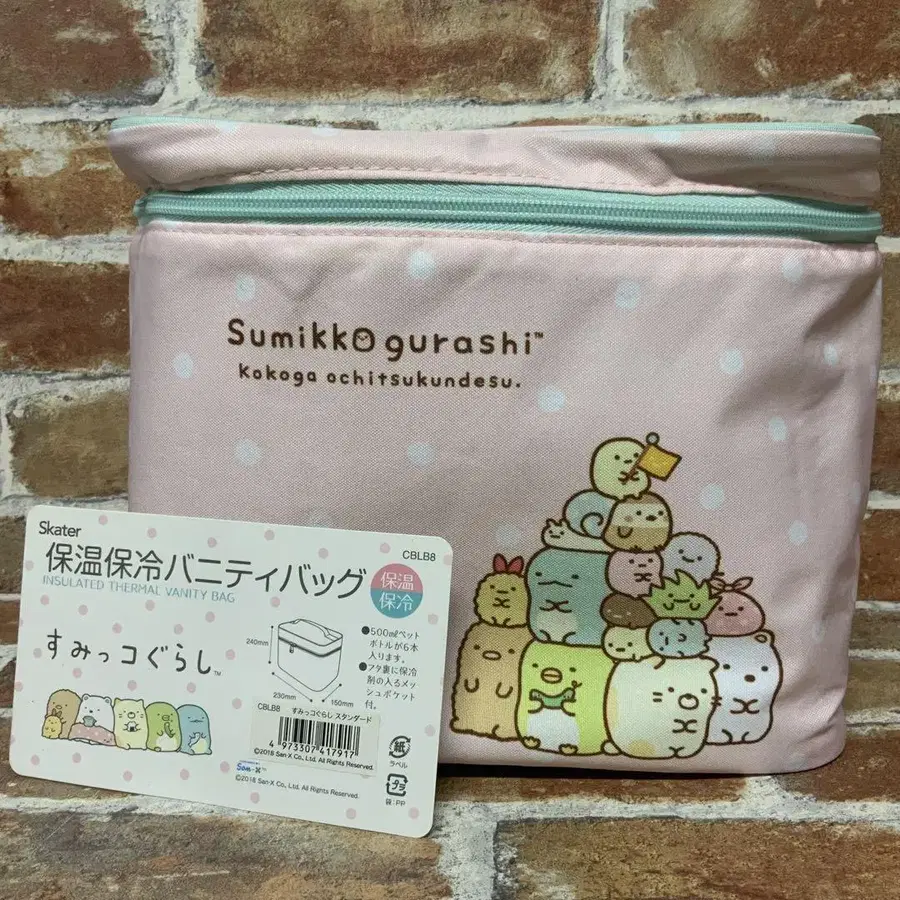 Sumikko gurashi™
kokoga ochitsukundesu.
Skater
CBLB8
保温保冷バニティバッグ
INSULATED THERMAL VANITY BAG
保温
保冷
すみっコぐらし™
240mm
230mm
150mm
●500mlペット
ボトルが6本
入ります。
●フタ裏に保冷
剤の入るメッ
シュポケット
付。
CBLB8 すみっコぐらし スタンダード
4 973307 417917
©2018 San-X Co., Ltd. All Rights Reserved.
San-X™
©2018 San-X Co., Ltd. All Rights Reserved.
紙
ラベル
プラ
袋:PP